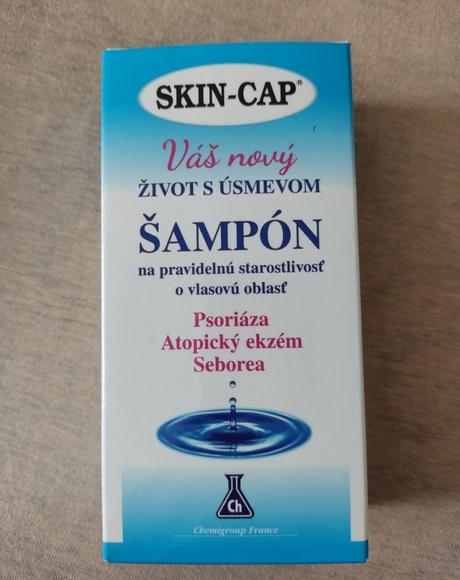 SKIN-CAP®
Váš nový
ŽIVOT S ÚSMEVOM
ŠAMPÓN
na pravidelnú starostlivosť
o vlasovú oblasť
Psoriáza
Atopický ekzém
Seborea
Ch
Chemigroup France